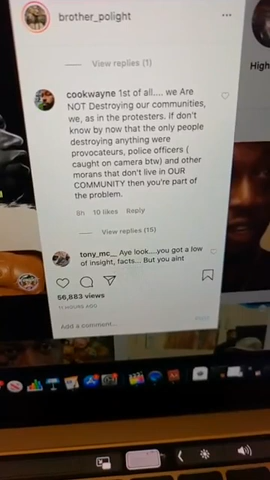 brother_polight
View replies (1)
High
cookwayne 1st of all.... we Are
NOT Destroying our communities,
we, as in the protesters. If don't
know by now that the only people
destroying anything were
provocateurs, police officers (
caught on camera btw) and other
morans that don't live in OUR
COMMUNITY then you're part of
the problem.
8h 10 likes Reply
View replies (15)
tony_mc__ Aye look....you got a low
of insight, facts... But you aint
56,883 views
11 HOURS AGO
Add a comment...
Post